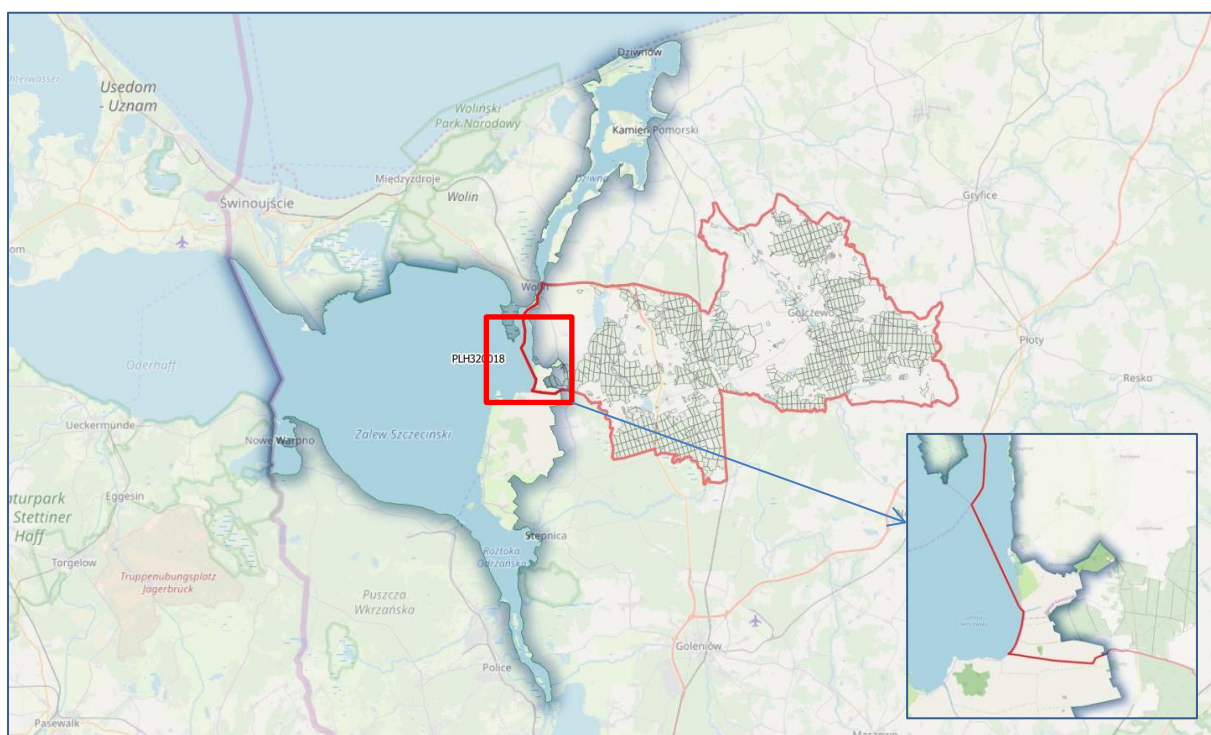 Dziwnów
Usedom
- Uznam
Woliński
Park Narodowy
Kamień Pomorski
Międzyzdroje
Dziwna
Wolin
Gryfice
Świnoujście
Wolin
Golczewo
Płoty
PLH320018
Oderhaff
Resko
Ueckermünde
Zalew Szczeciński
Nowe Warpno
Eggesin
Stettiner
Haff
Stepnica
Torgelow
Roztoka
Odrzańska
Truppenübungsplatz
Jägerbrück
Puszcza
Wkrzańska
Goleniów
Police
Pasewalk